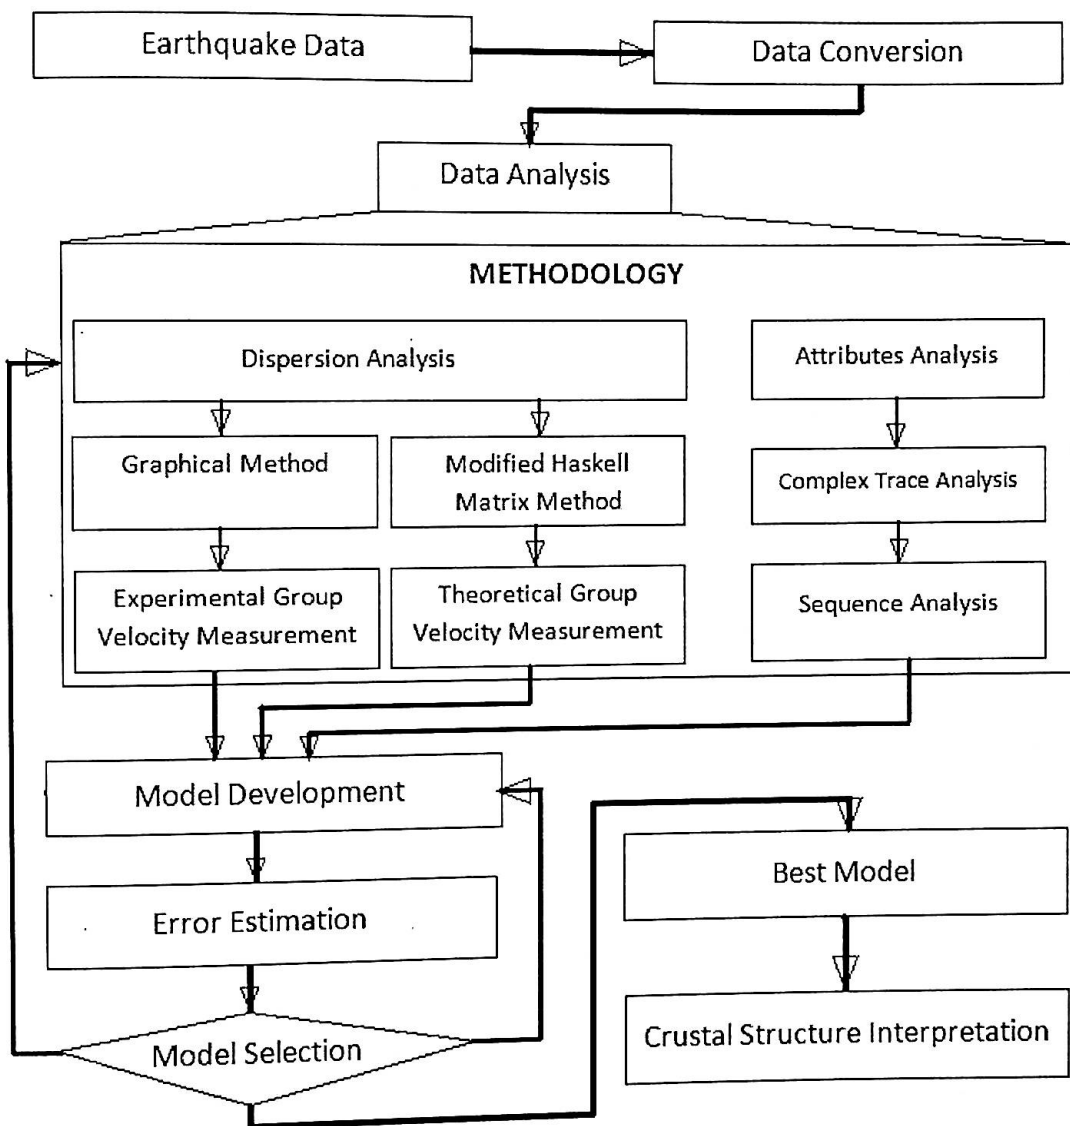 Earthquake Data
Data Conversion
Data Analysis
METHODOLOGY
Dispersion Analysis
Attributes Analysis
Graphical Method
Modified Haskell
Matrix Method
Complex Trace Analysis
Experimental Group
Velocity Measurement
Theoretical Group
Velocity Measurement
Sequence Analysis
Model Development
Error Estimation
Model Selection
Best Model
Crustal Structure Interpretation